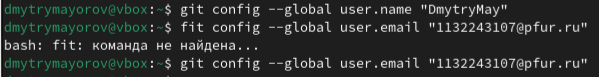 dmytrymayorov@vbox:~$ git config --global user.name "DmytryMay"
dmytrymayorov@vbox:~$ fit config --global user.email "1132243107@pfur.ru"
bash: fit: команда не найдена...
dmytrymayorov@vbox:~$ git config --global user.email "1132243107@pfur.ru"